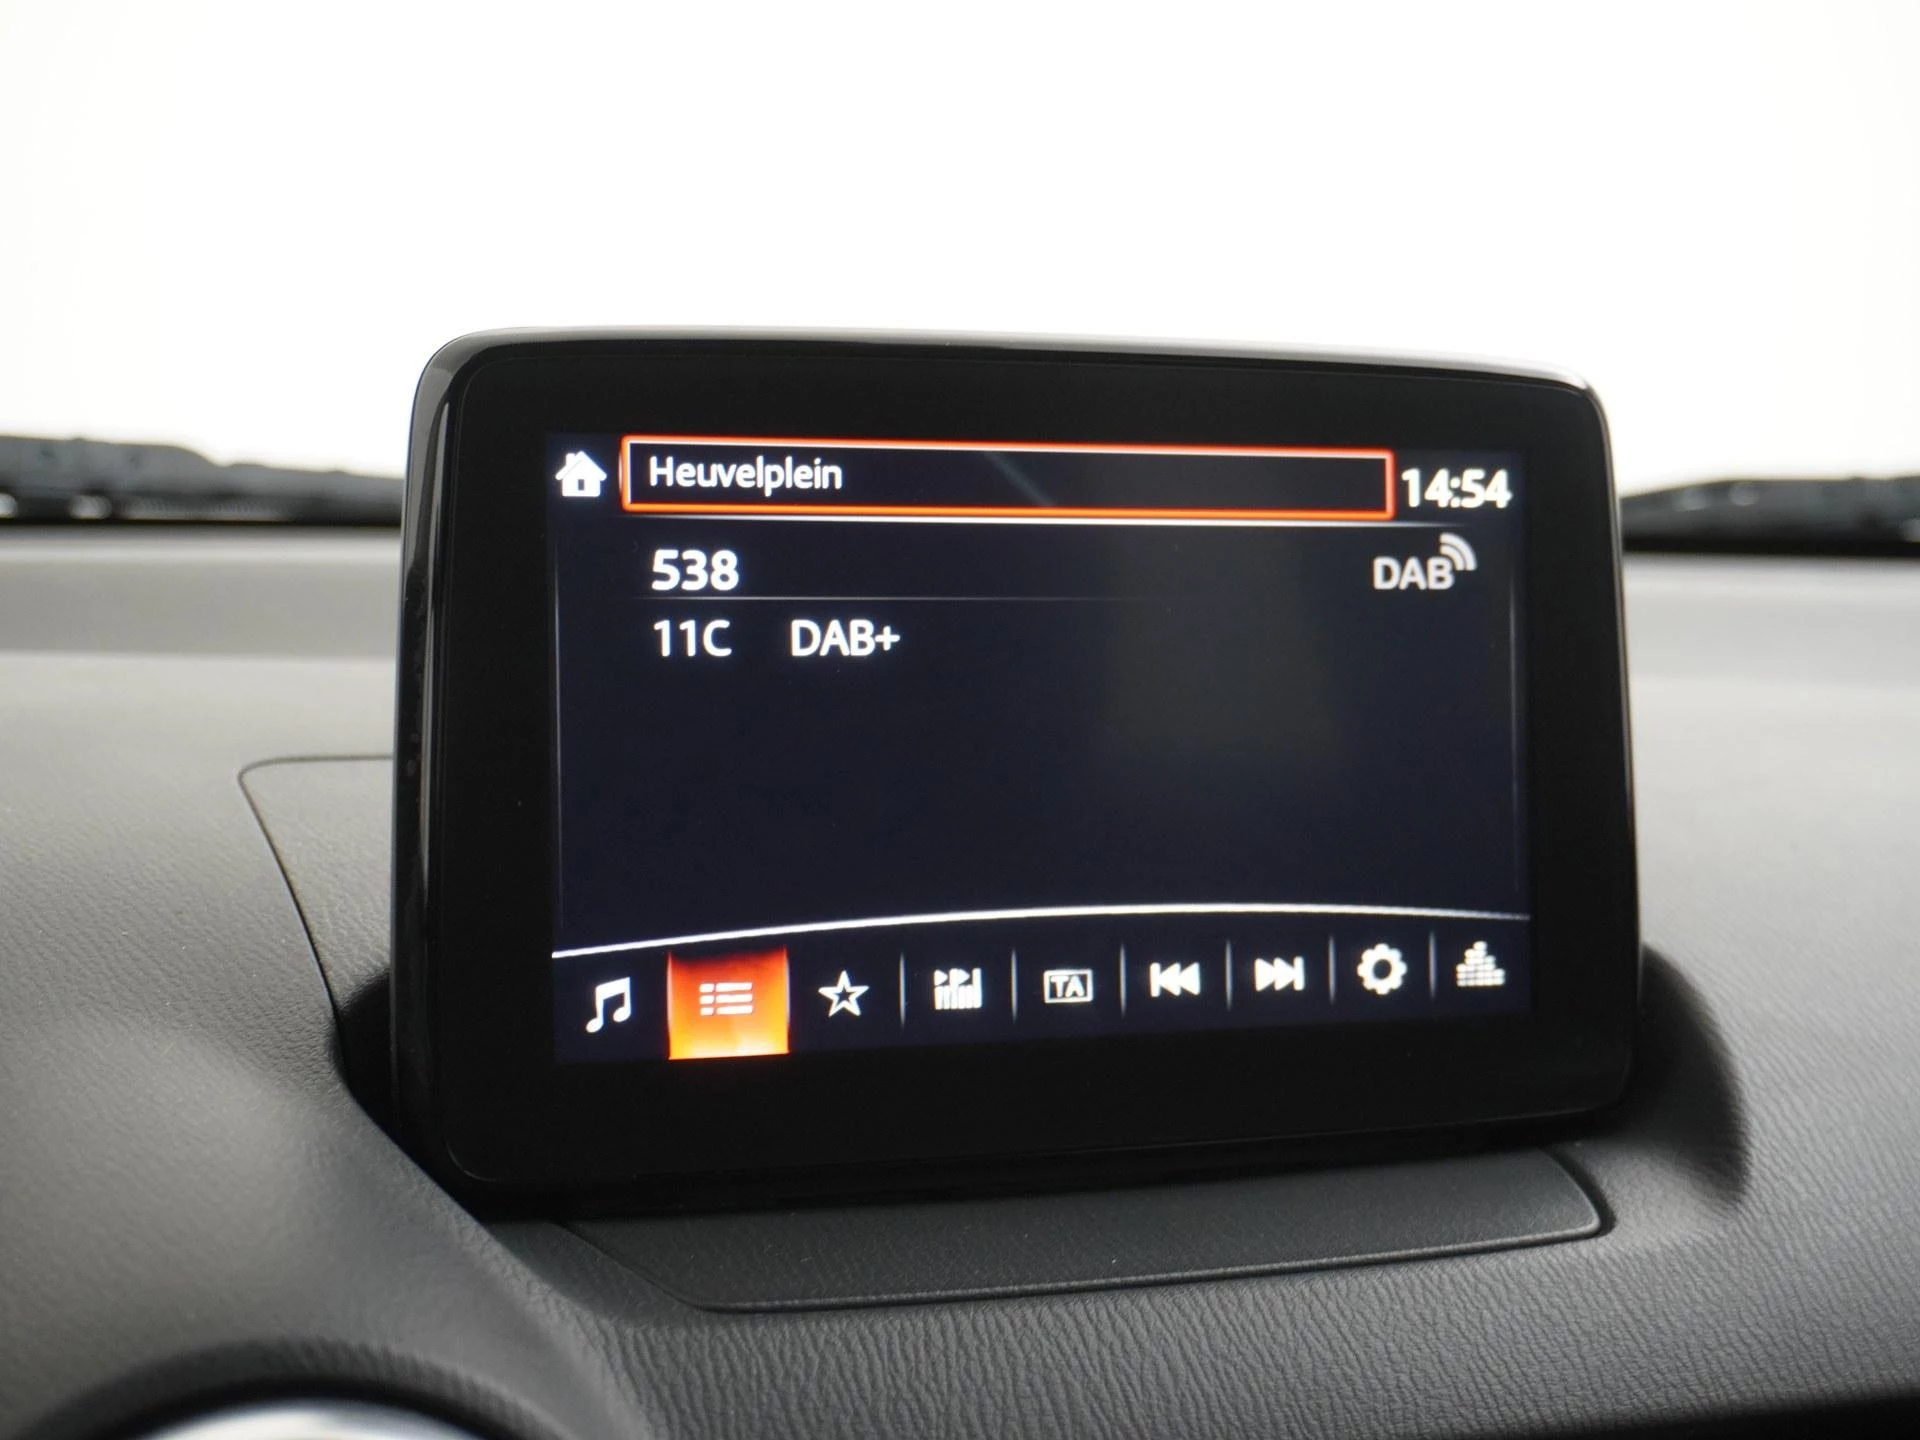 Heuvelplein 14:54
538 DAB
11C DAB+
TA